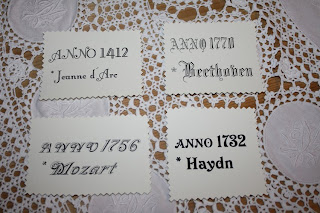 ANNO 1412
* Jeanne d'Arc
ANNO 1770
* Beethoven
ANNO 1756
* Mozart
ANNO 1732
* Haydn